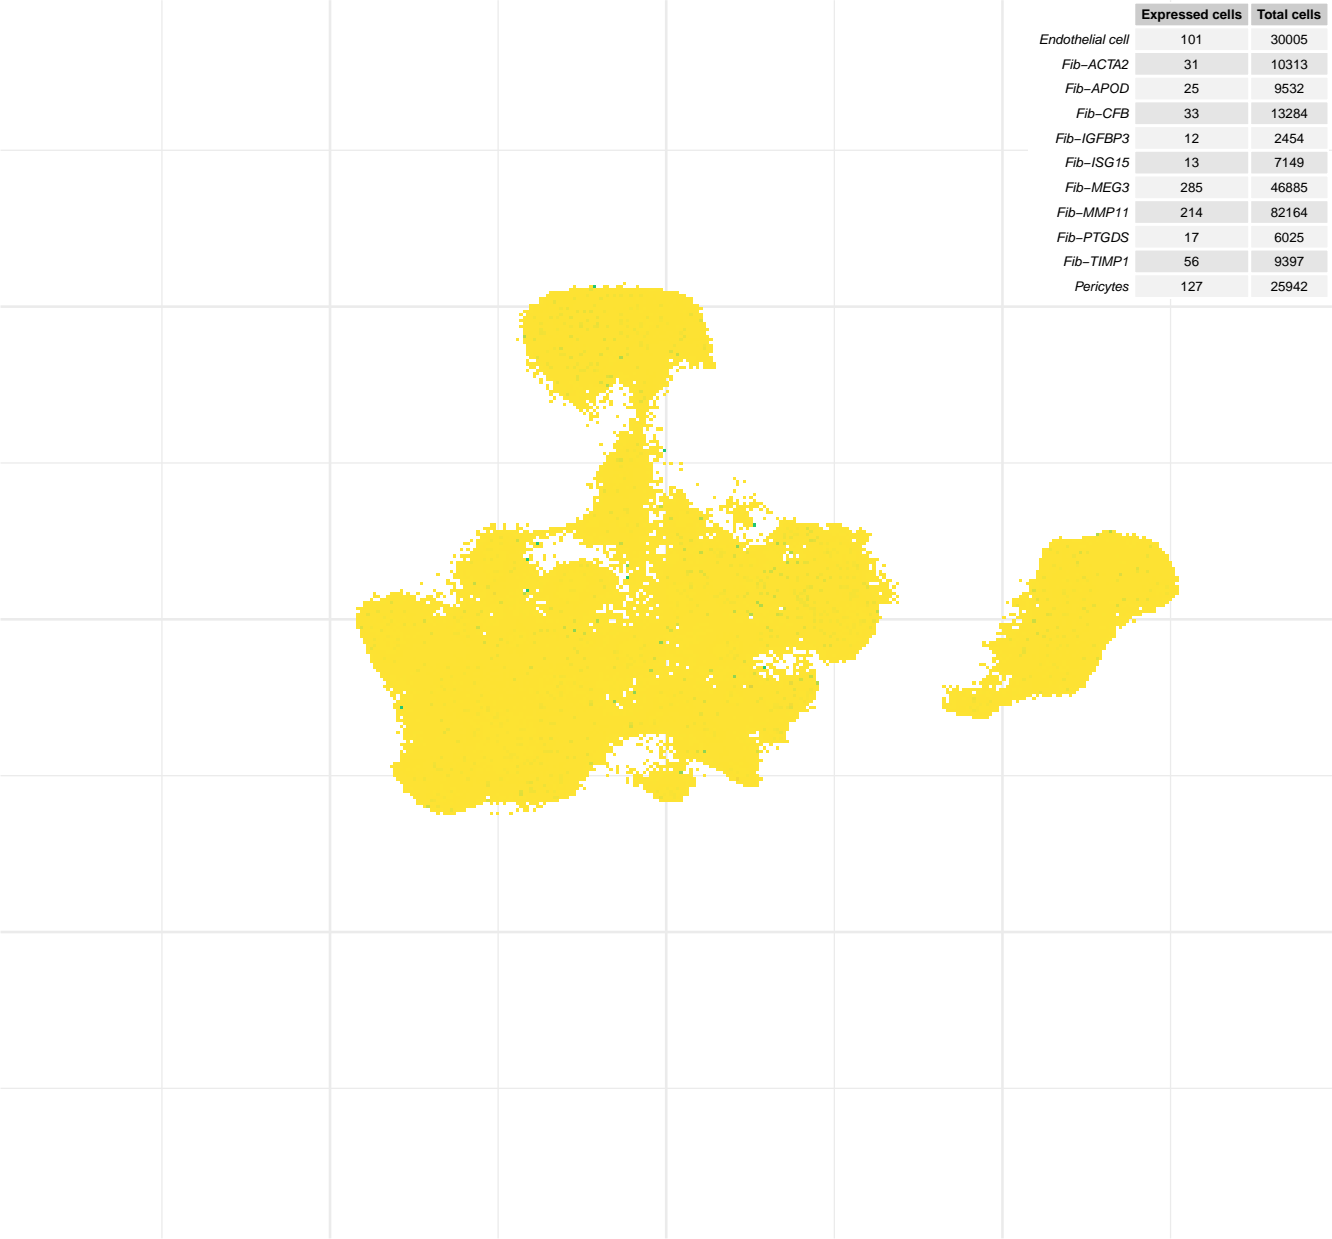 Expressed cells Total cells
Endothelial cell 101 30005
Fib−ACTA2 31 10313
Fib−APOD 25 9532
Fib−CFB 33 13284
Fib−IGFBP3 12 2454
Fib−ISG15 13 7149
Fib−MEG3 285 46885
Fib−MMP11 214 82164
Fib−PTGDS 17 6025
Fib−TIMP1 56 9397
Pericytes 127 25942